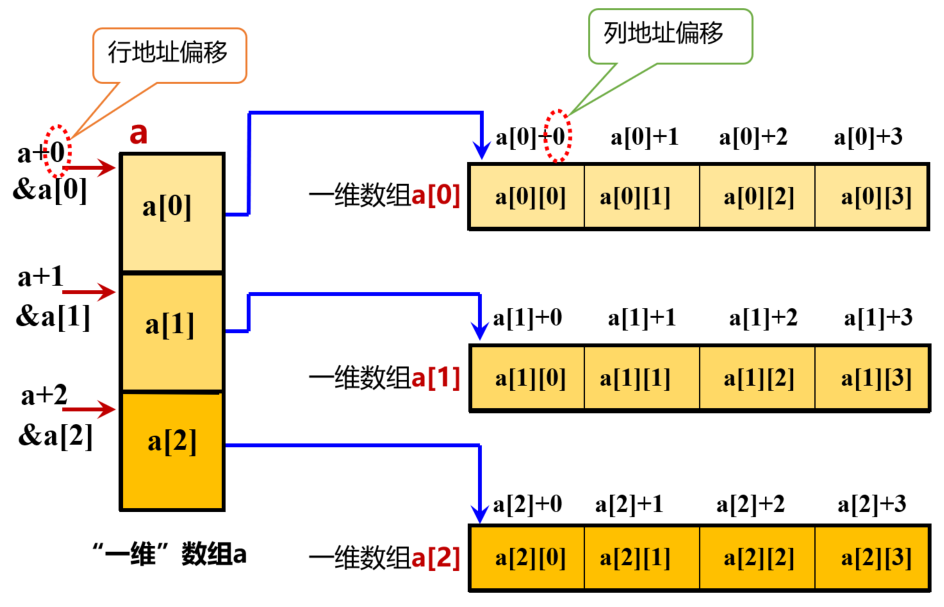 行地址偏移
列地址偏移
a
a+0
&a[0]
a[0]
a[0]+0 a[0]+1 a[0]+2 a[0]+3
一维数组a[0]
a[0][0] a[0][1] a[0][2] a[0][3]
a+1
&a[1]
a[1]
a[1]+0 a[1]+1 a[1]+2 a[1]+3
一维数组a[1]
a[1][0] a[1][1] a[1][2] a[1][3]
a+2
&a[2]
a[2]
a[2]+0 a[2]+1 a[2]+2 a[2]+3
“一维”数组a
一维数组a[2]
a[2][0] a[2][1] a[2][2] a[2][3]